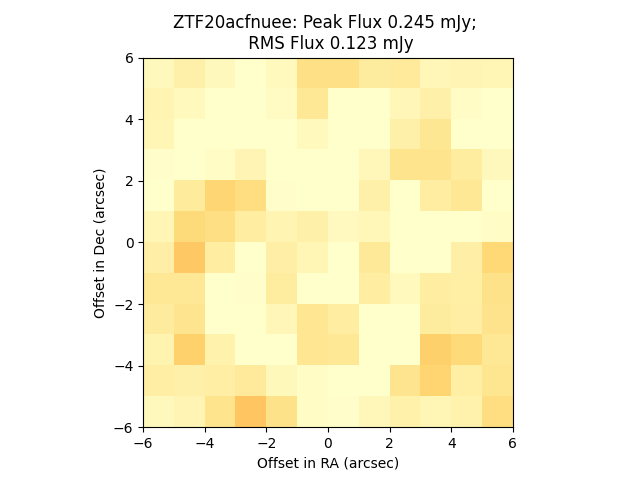 ZTF20acfnuee: Peak Flux 0.245 mJy;
RMS Flux 0.123 mJy
6
4
2
0
−2
−4
−6
Offset in Dec (arcsec)
−6 −4 −2 0 2 4 6
Offset in RA (arcsec)